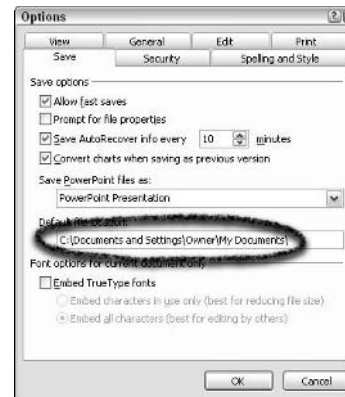 Options
View General Edit Print
Save Security Spelling and Style
Save options
Allow fast saves
Prompt for file properties
Save AutoRecover info every 10 minutes
Convert charts when saving as previous version
Save PowerPoint files as:
PowerPoint Presentation
Default file location:
C:\Documents and Settings\Owner\My Documents\
Font options for current document only
Embed TrueType fonts
Embed characters in use only (best for reducing file size)
Embed all characters (best for editing by others)
OK Cancel